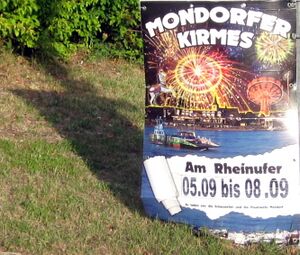 MONDORFER
KIRMES
Am Rheinufer
05.09 bis 08.09